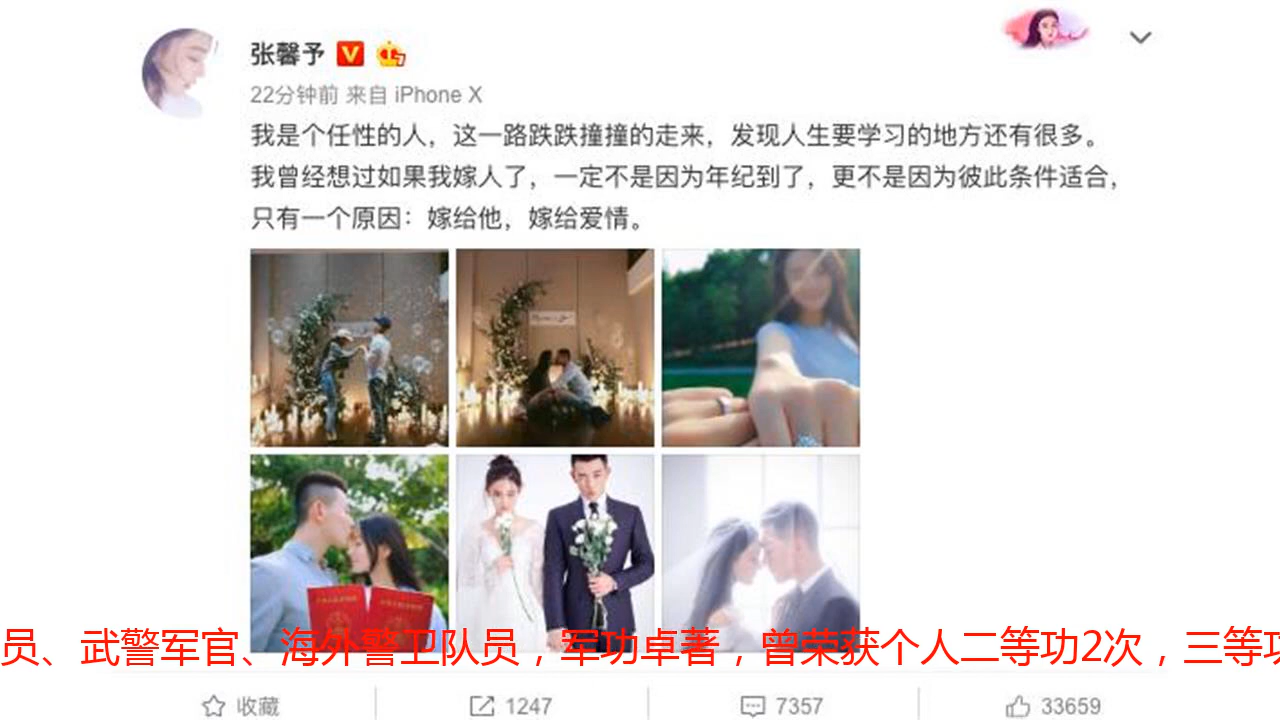 张馨予
22分钟前 来自 iPhone X
我是个任性的人，这一路跌跌撞撞的走来，发现人生要学习的地方还有很多。
我曾经想过如果我嫁人了，一定不是因为年纪到了，更不是因为彼此条件适合，
只有一个原因：嫁给他，嫁给爱情。
员、武警军官、海外警卫队员，军功卓著，曾荣获个人二等功2次，三等功
收藏 1247 7357 33659